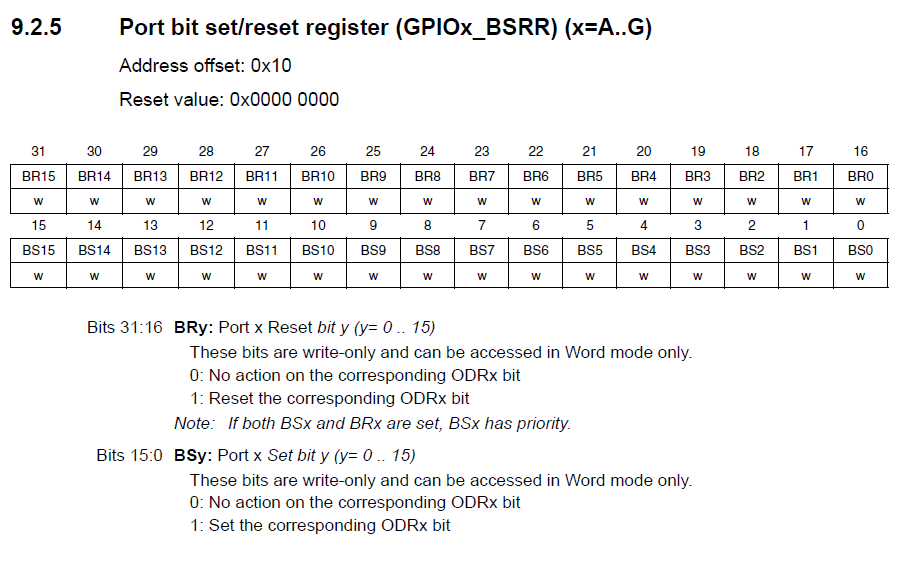 9.2.5 Port bit set/reset register (GPIOx_BSRR) (x=A..G)
Address offset: 0x10
Reset value: 0x0000 0000
31 30 29 28 27 26 25 24 23 22 21 20 19 18 17 16
BR15 BR14 BR13 BR12 BR11 BR10 BR9 BR8 BR7 BR6 BR5 BR4 BR3 BR2 BR1 BR0
w w w w w w w w w w w w w w w w
15 14 13 12 11 10 9 8 7 6 5 4 3 2 1 0
BS15 BS14 BS13 BS12 BS11 BS10 BS9 BS8 BS7 BS6 BS5 BS4 BS3 BS2 BS1 BS0
w w w w w w w w w w w w w w w w
Bits 31:16 BRy: Port x Reset bit y (y= 0 .. 15)
These bits are write-only and can be accessed in Word mode only.
0: No action on the corresponding ODRx bit
1: Reset the corresponding ODRx bit
Note: If both BSx and BRx are set, BSx has priority.
Bits 15:0 BSy: Port x Set bit y (y= 0 .. 15)
These bits are write-only and can be accessed in Word mode only.
0: No action on the corresponding ODRx bit
1: Set the corresponding ODRx bit